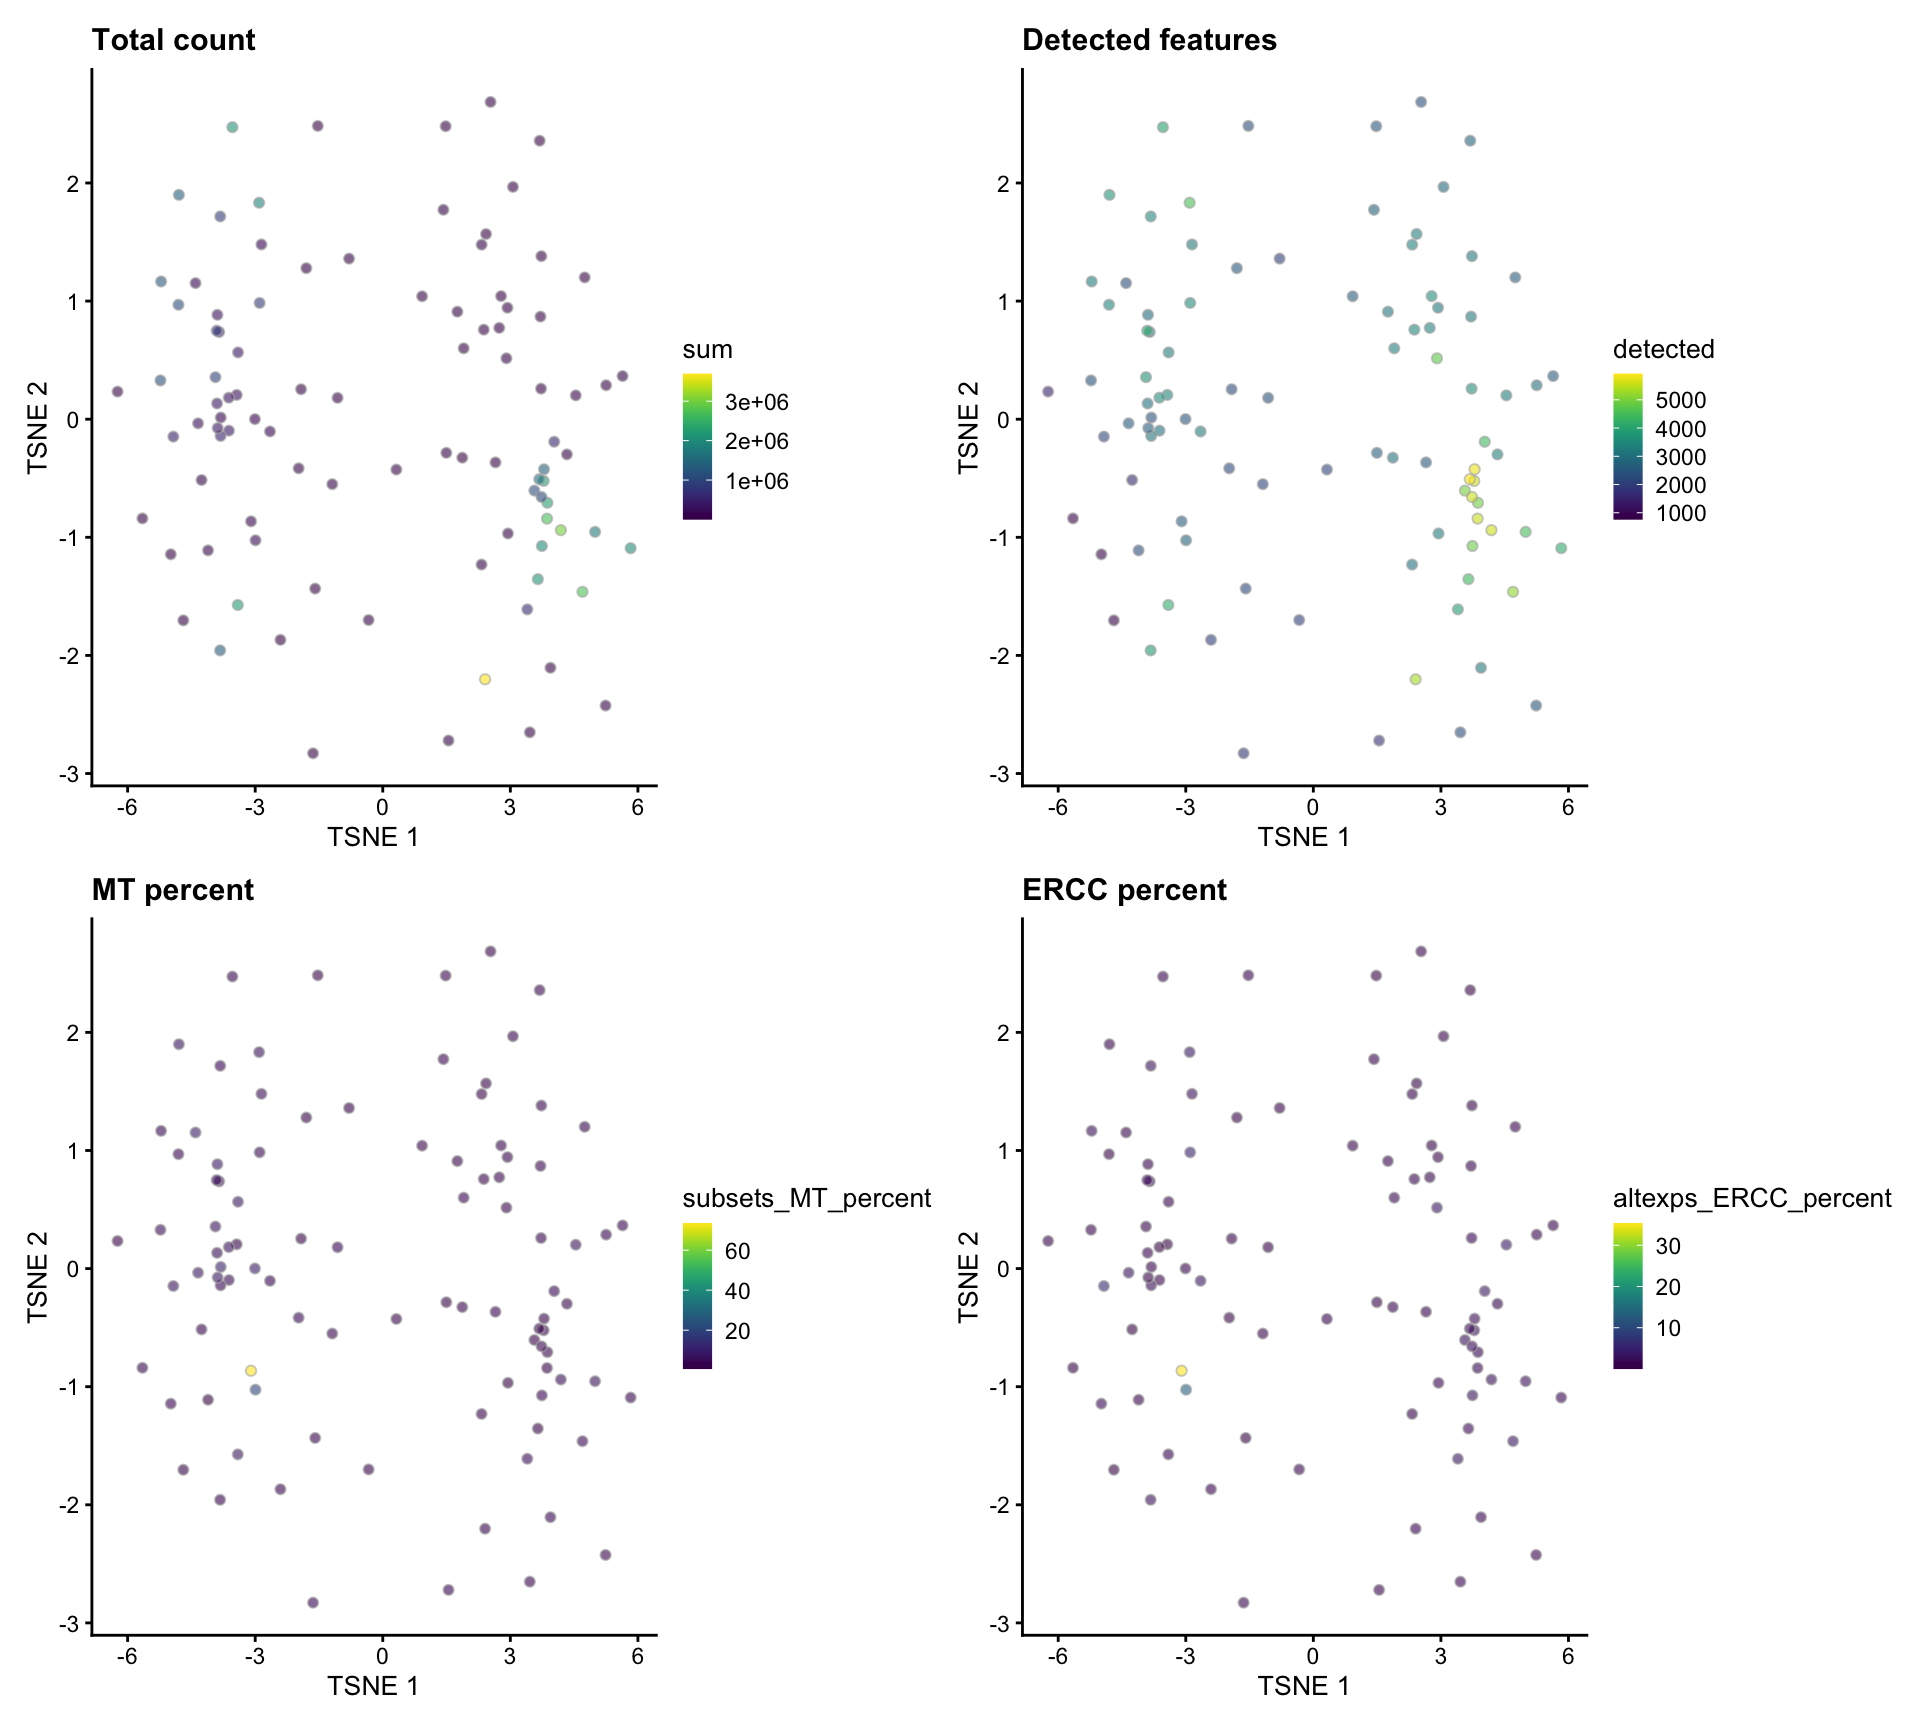 Total count
2
1
0
-1
-2
-3
-6 -3 0 3 6
TSNE 1
TSNE 2
sum
3e+06
2e+06
1e+06
Detected features
2
1
0
-1
-2
-3
-6 -3 0 3 6
TSNE 1
TSNE 2
detected
5000
4000
3000
2000
1000
MT percent
2
1
0
-1
-2
-3
-6 -3 0 3 6
TSNE 1
TSNE 2
subsets_MT_percent
60
40
20
ERCC percent
2
1
0
-1
-2
-3
-6 -3 0 3 6
TSNE 1
TSNE 2
altexps_ERCC_percent
30
20
10